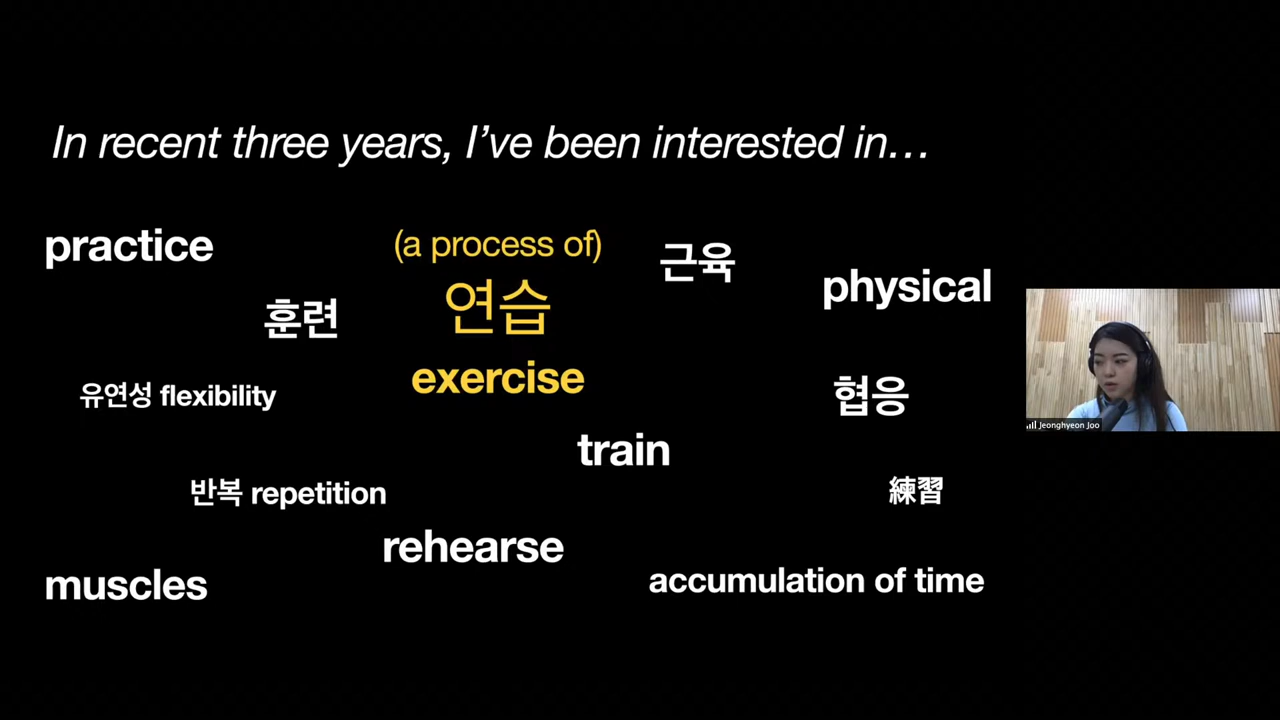 In recent three years, I've been interested in...
practice
(a process of)
근육
physical
훈련
연습
exercise
유연성 flexibility
협응
train
반복 repetition
練習
rehearse
muscles
accumulation of time
Jeonghyeon Joo